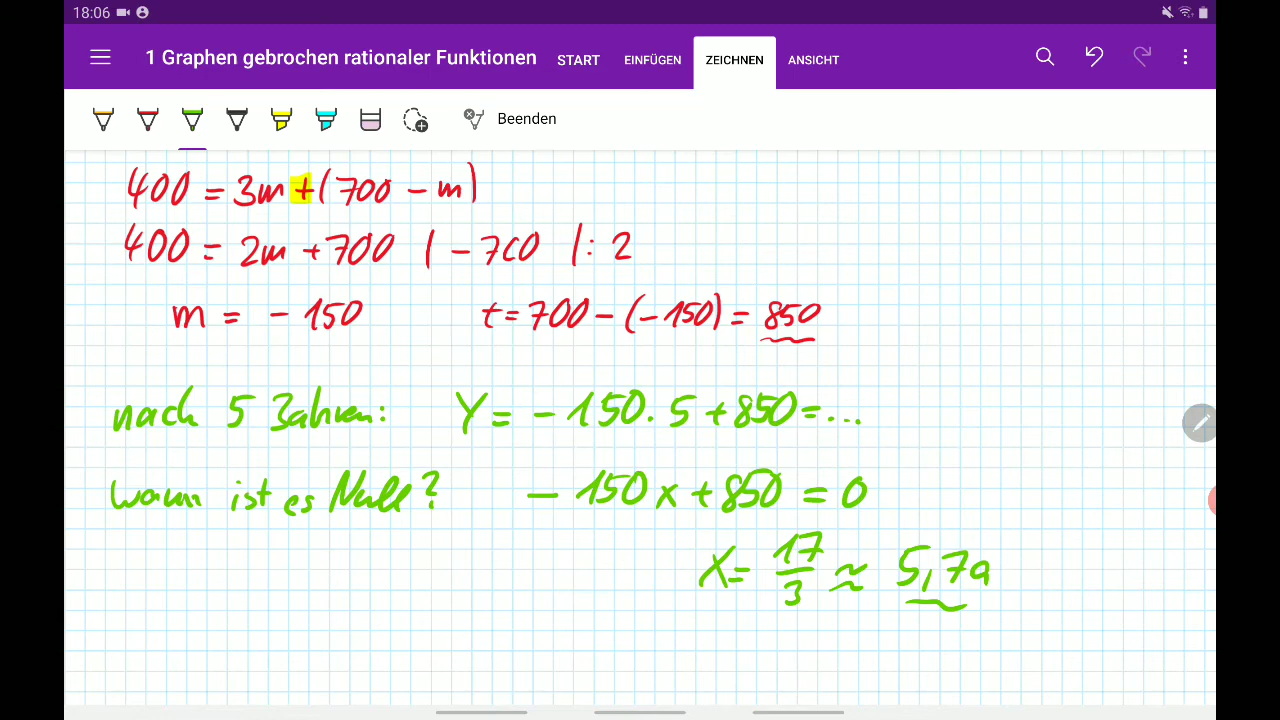 18:06
1 Graphen gebrochen rationaler Funktionen START EINFÜGEN ZEICHNEN ANSICHT
Beenden
400 = 3m + (700 - m)
400 = 2m + 700 | - 700 |: 2
m = - 150 t = 700 - (-150) = 850
nach 5 Jahren: Y = - 150 · 5 + 850 = ...
wann ist es Null? - 150 x + 850 = 0
X = 17/3 ≈ 5,7a